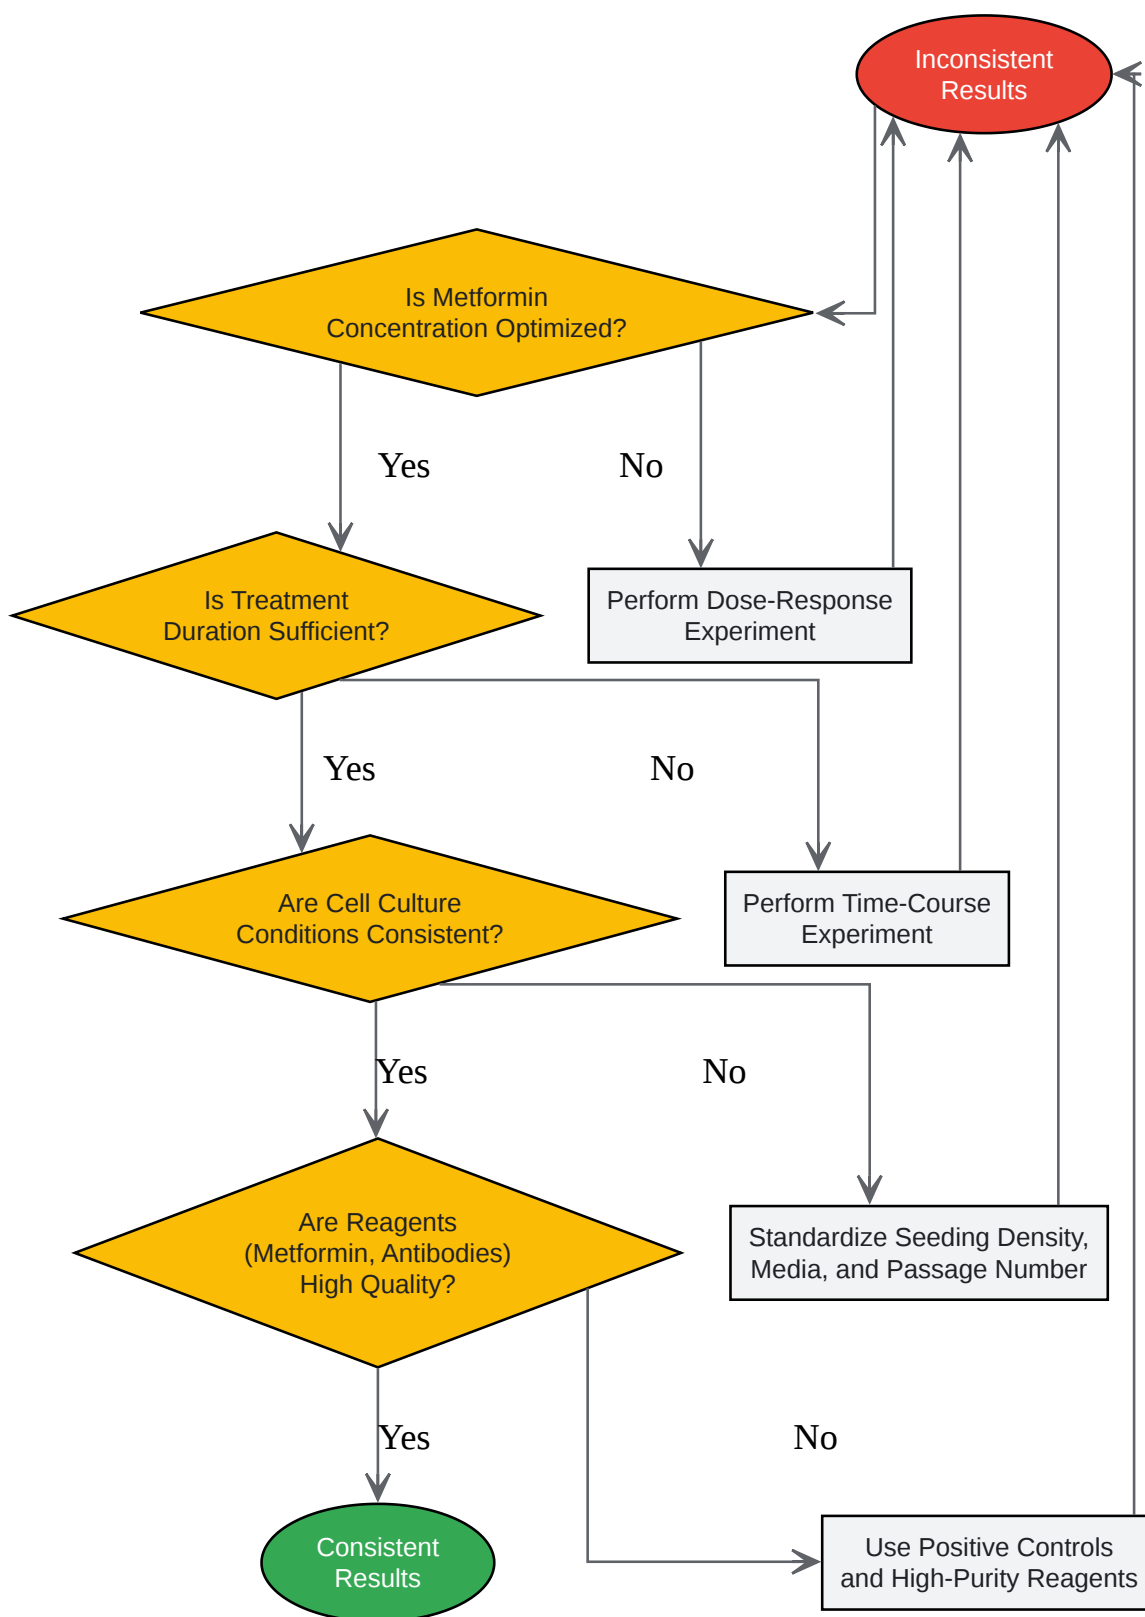 Inconsistent
Results
Is Metformin
Concentration Optimized?
Yes
No
Is Treatment
Duration Sufficient?
Perform Dose-Response
Experiment
Yes
No
Are Cell Culture
Conditions Consistent?
Perform Time-Course
Experiment
Yes
No
Are Reagents
(Metformin, Antibodies)
High Quality?
Standardize Seeding Density,
Media, and Passage Number
Yes
No
Consistent
Results
Use Positive Controls
and High-Purity Reagents